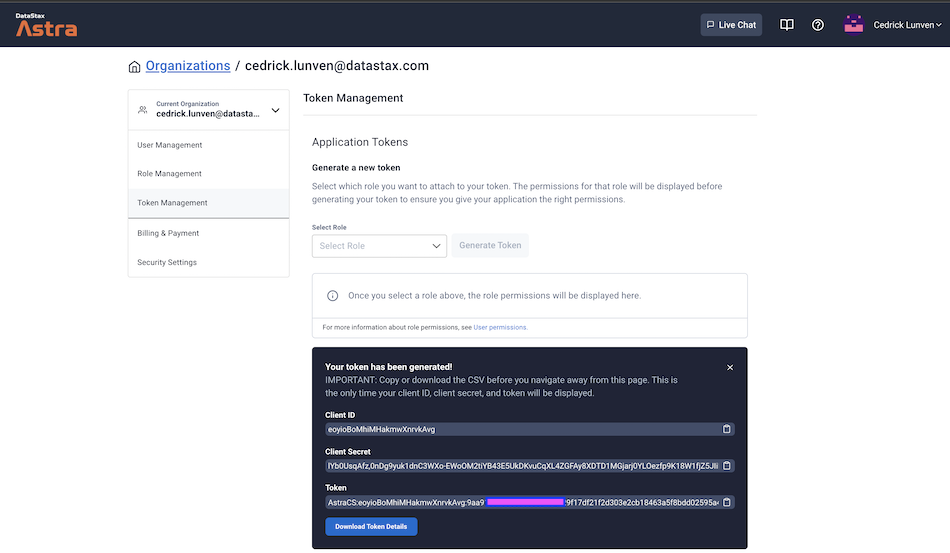 DataStax
Astra
Live Chat
Cedrick Lunven
Organizations / cedrick.lunven@datastax.com
Current Organization
cedrick.lunven@datasta...
User Management
Role Management
Token Management
Billing & Payment
Security Settings
Token Management
Application Tokens
Generate a new token
Select which role you want to attach to your token. The permissions for that role will be displayed before
generating your token to ensure you give your application the right permissions.
Select Role
Select Role
Generate Token
Once you select a role above, the role permissions will be displayed here.
For more information about role permissions, see User permissions.
Your token has been generated!
IMPORTANT: Copy or download the CSV before you navigate away from this page. This is
the only time your client ID, client secret, and token will be displayed.
Client ID
eoyioBoMhiMHakmwXnrvkAvg
Client Secret
Token
AstraCS:eoyioBoMhiMHakmwXnrvkAvg:9aa9
Download Token Details